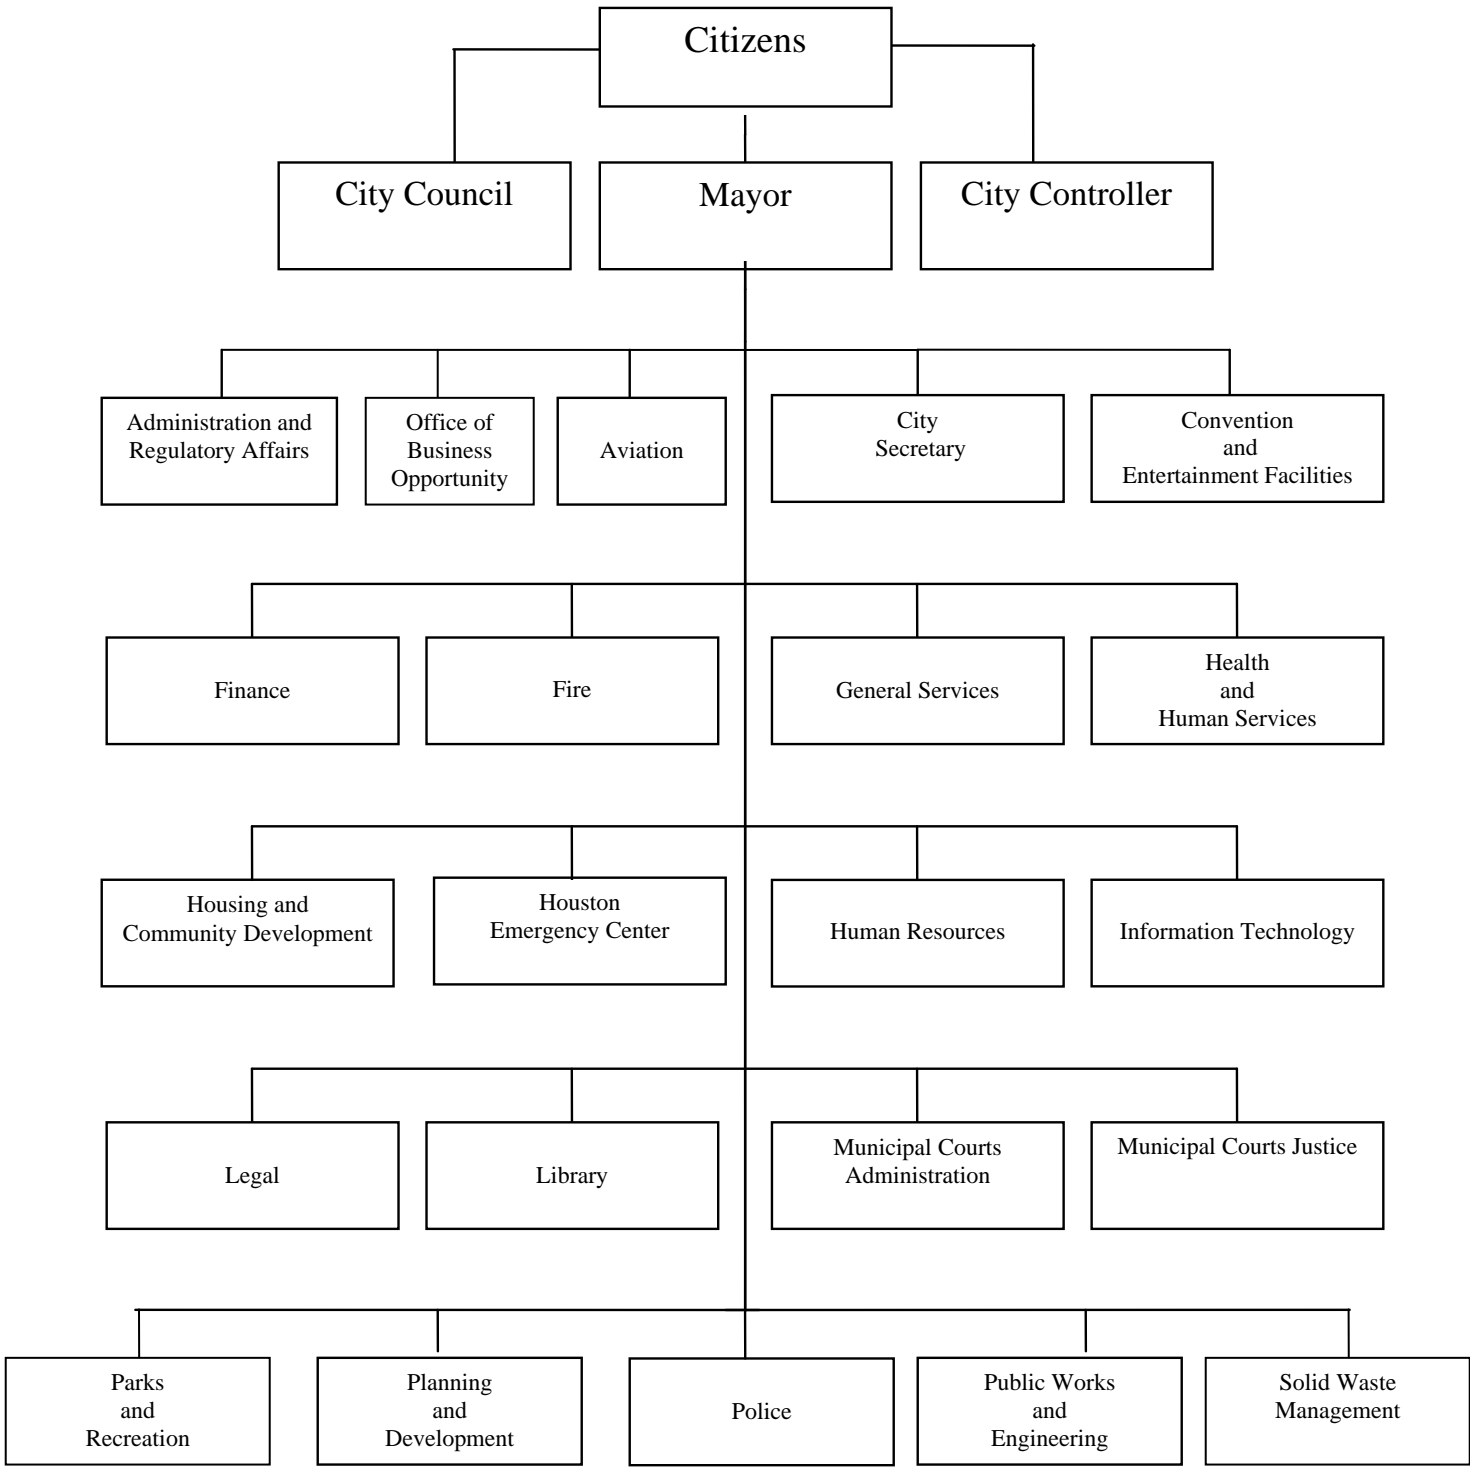 Citizens
City Council
Mayor
City Controller
Administration and
Regulatory Affairs
Office of
Business
Opportunity
Aviation
City
Secretary
Convention
and
Entertainment Facilities
Finance
Fire
General Services
Health
and
Human Services
Housing and
Community Development
Houston
Emergency Center
Human Resources
Information Technology
Legal
Library
Municipal Courts
Administration
Municipal Courts Justice
Parks
and
Recreation
Planning
and
Development
Police
Public Works
and
Engineering
Solid Waste
Management